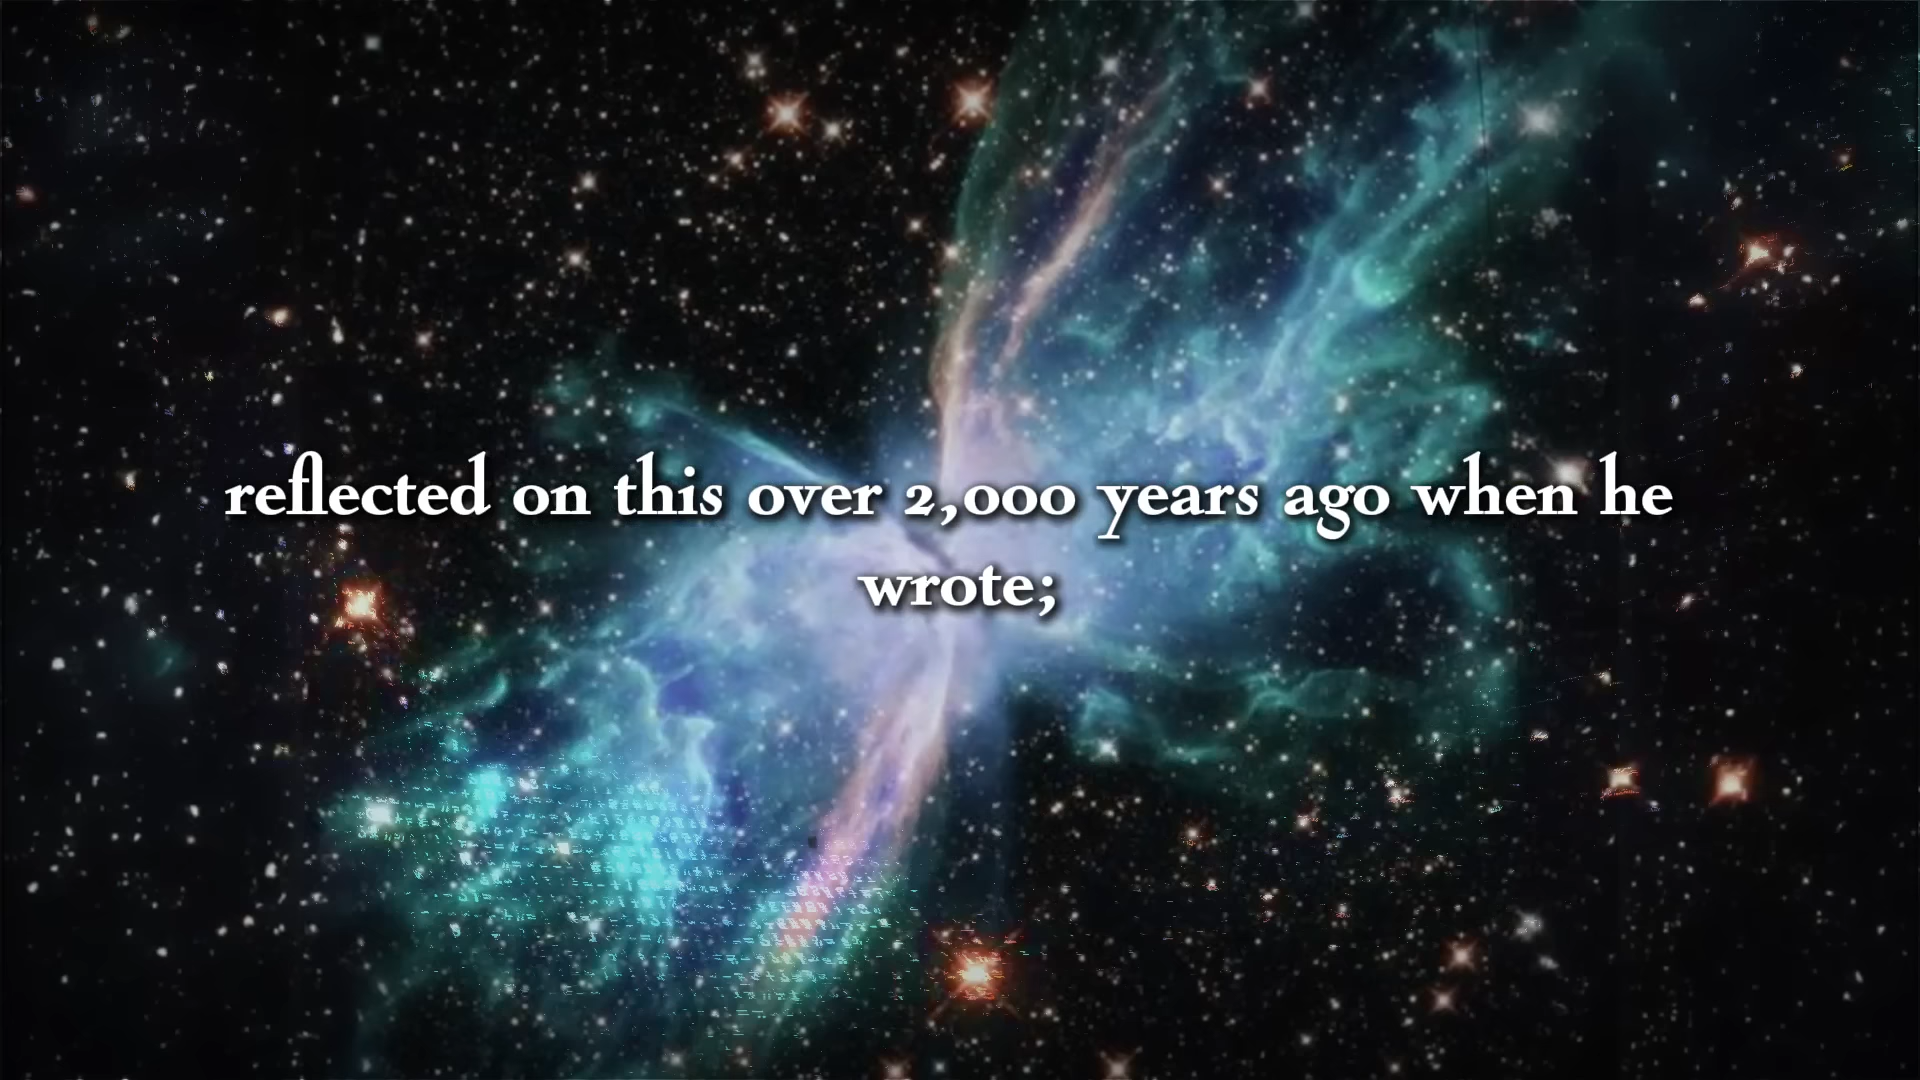 reflected on this over 2,000 years ago when he
wrote;